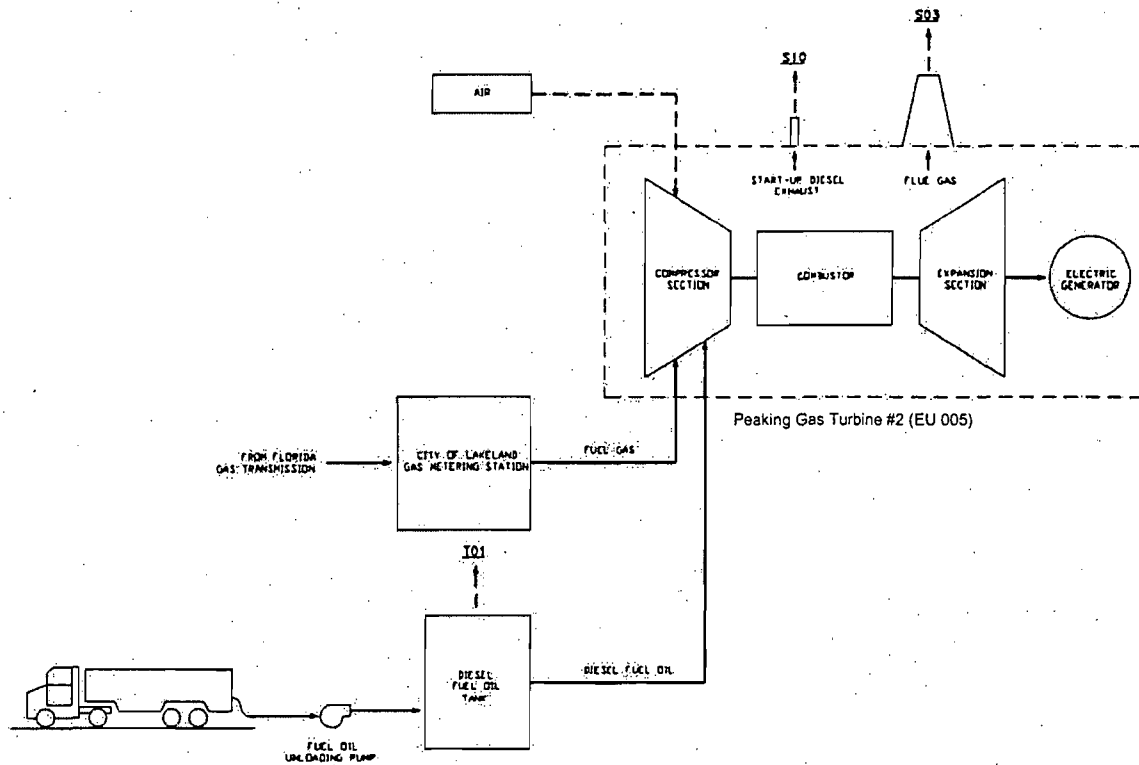 S03
S10
AIR
START-UP DIESEL
EXHAUST
FLUE GAS
COMPRESSOR
SECTION
COMBUSTOR
EXPANSION
SECTION
ELECTRIC
GENERATOR
Peaking Gas Turbine #2 (EU 005)
FROM FLORIDA
GAS TRANSMISSION
CITY OF LAKELAND
GAS METERING STATION
FUEL GAS
T01
DIESEL
FUEL OIL
TANK
DIESEL FUEL OIL
FUEL OIL
UNLOADING PUMP